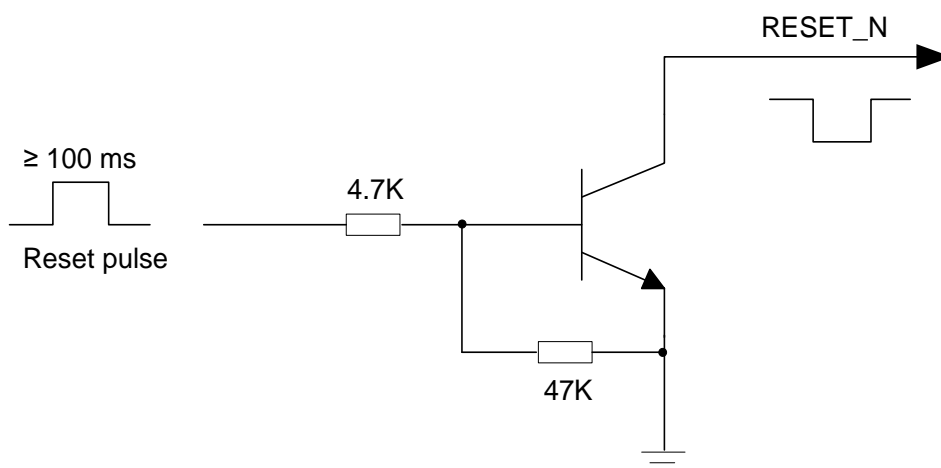 RESET_N
≥ 100 ms
4.7K
Reset pulse
47K